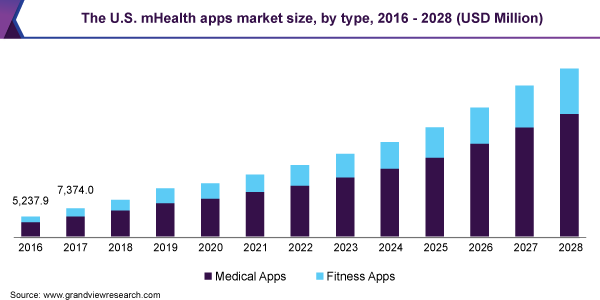 The U.S. mHealth apps market size, by type, 2016 - 2028 (USD Million)
5,237.9
7,374.0
2016 2017 2018 2019 2020 2021 2022 2023 2024 2025 2026 2027 2028
Medical Apps Fitness Apps
Source: www.grandviewresearch.com